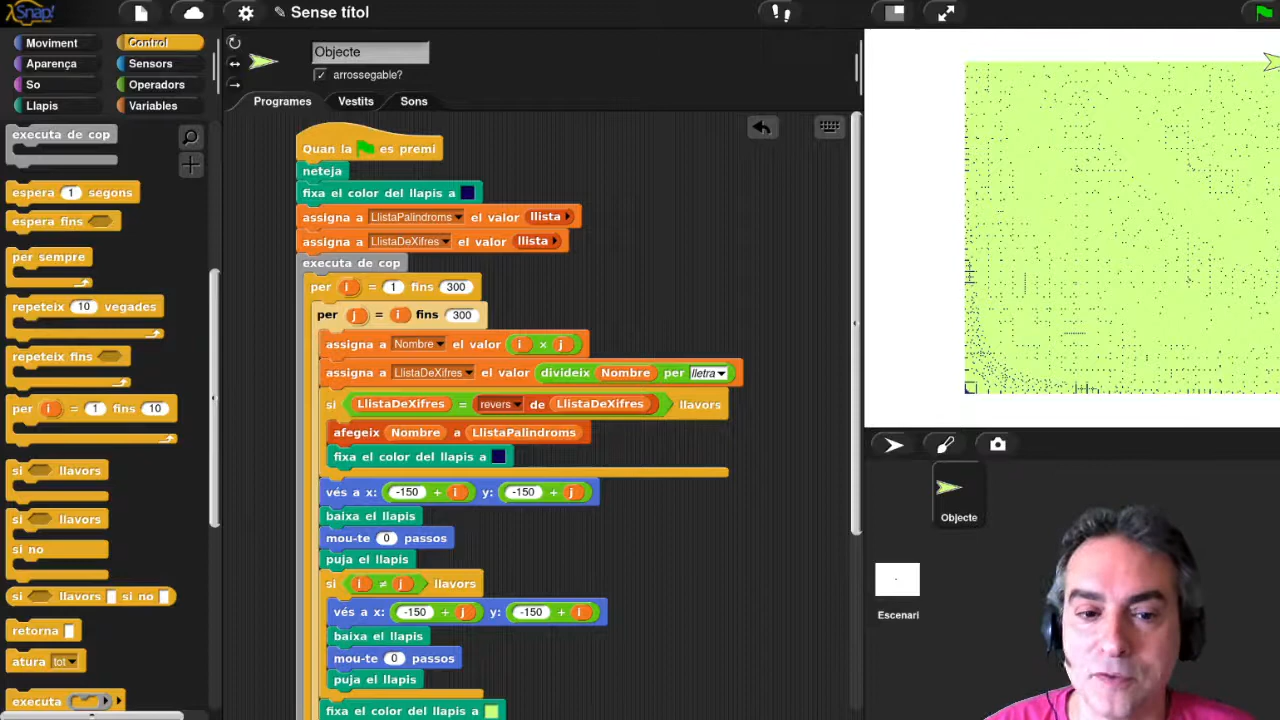 Snap! Sense títol
Moviment Control
Aparença Sensors
So Operadors
Llapis Variables
Objecte
arrossegable?
Programes Vestits Sons
executa de cop
espera 1 segons
espera fins
per sempre
repeteix 10 vegades
repeteix fins
per i = 1 fins 10
si llavors
si llavors
si no
si llavors si no
retorna
atura tot
executa
Quan la es premi
neteja
fixa el color del llapis a
assigna a LlistaPalindroms el valor llista
assigna a LlistaDeXifres el valor llista
executa de cop
per i = 1 fins 300
per j = i fins 300
assigna a Nombre el valor i × j
assigna a LlistaDeXifres el valor divideix Nombre per lletra
si LlistaDeXifres = revers de LlistaDeXifres llavors
afegeix Nombre a LlistaPalindroms
fixa el color del llapis a
vés a x: -150 + i y: -150 + j
baixa el llapis
mou-te 0 passos
puja el llapis
si i ≠ j llavors
vés a x: -150 + j y: -150 + i
baixa el llapis
mou-te 0 passos
puja el llapis
fixa el color del llapis a
Objecte
Escenari